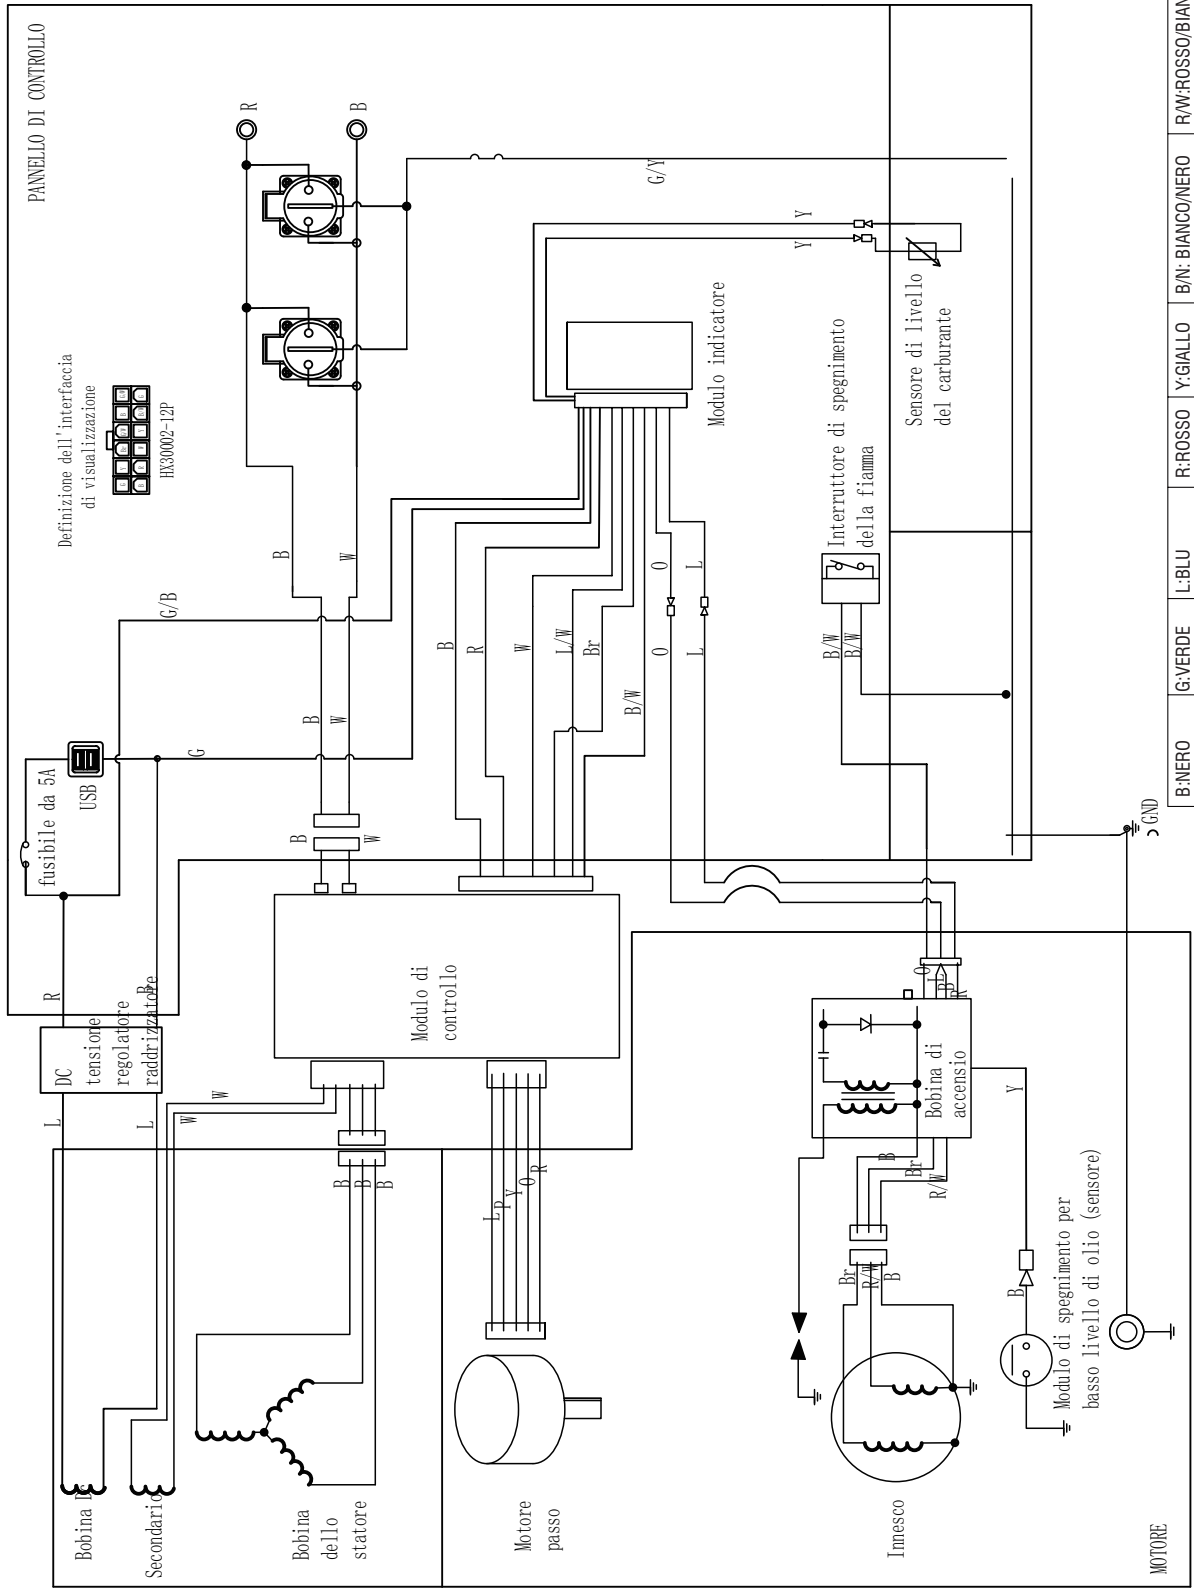 PANNELLO DI CONTROLLO
R
B
Definizione dell'interfaccia
di visualizzazione
HX30002-12P
G/Y
Y
Y
Sensore di livello
del carburante
Modulo indicatore
Interruttore di spegnimento
della fiamma
B
W
G/B
B
R
W
L/W
Br
B/W
O
L
O
L
B/W
B/W
fusibile da 5A
USB
G
B
W
B
W
R
R
DC
tensione
regolatore
raddrizzatore
L
L
W
W
Modulo di
controllo
B
B
B
L
P
Y
O
R
O
L
B
R
Bobina di
accensio
Y
B
Br
R/W
Br
R/W
B
B
Modulo di spegnimento per
basso livello di olio (sensore)
GND
Bobina Dc
Secondario
Bobina
dello
statore
Motore
passo
Innesco
MOTORE
B:NERO
G:VERDE
L:BLU
R:ROSSO
Y:GIALLO
B/N: BIANCO/NERO
R/W:ROSSO/BIAN